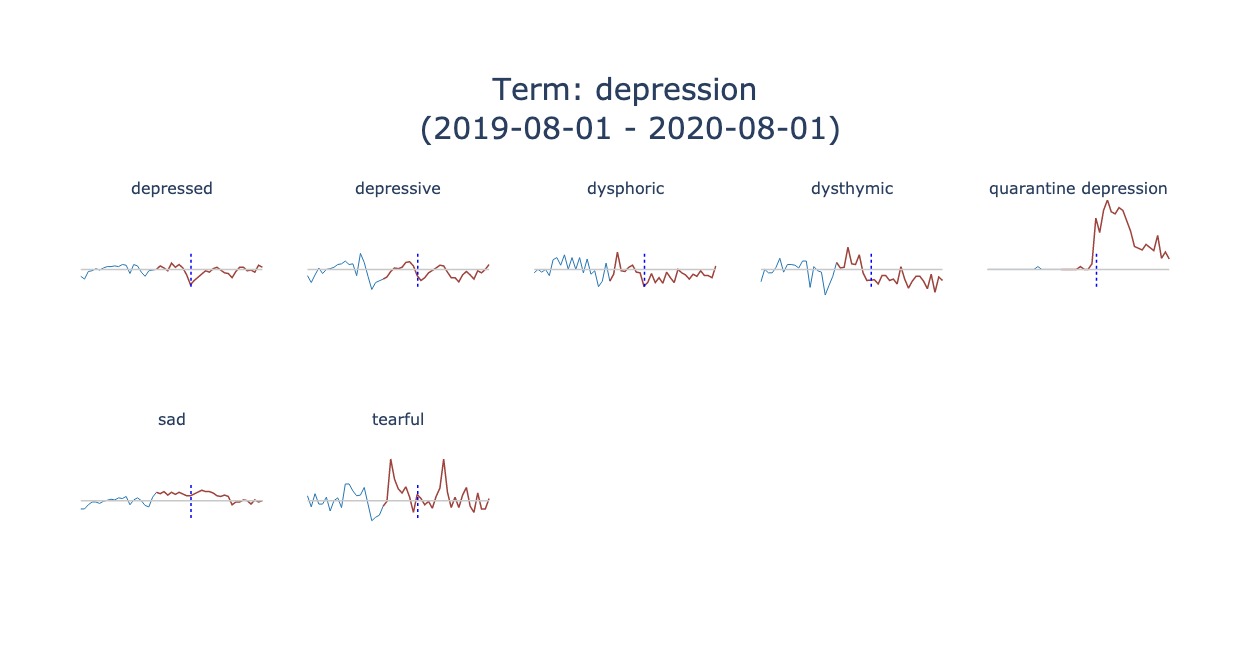 Term: depression
(2019-08-01 - 2020-08-01)
depressed
depressive
dysphoric
dysthymic
quarantine depression
sad
tearful